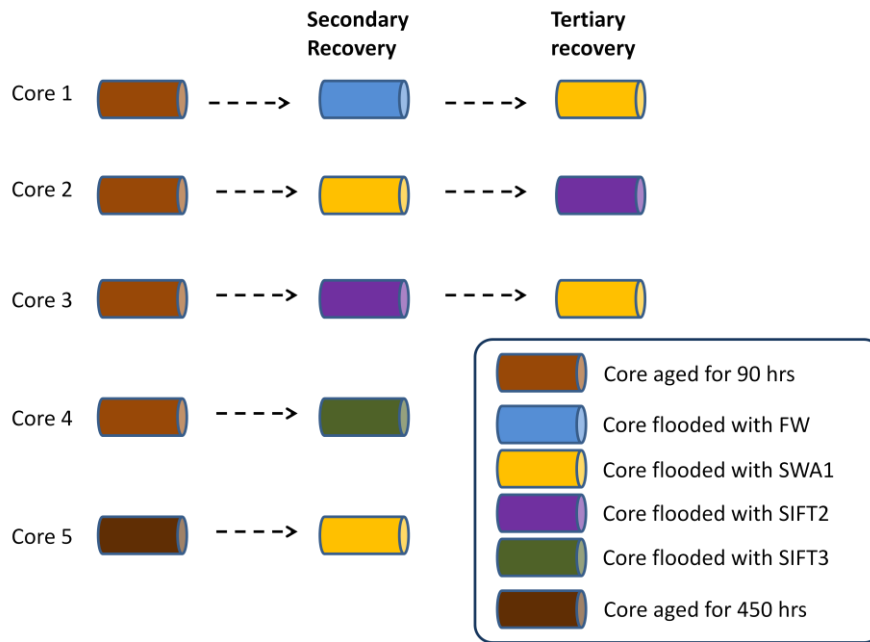 Secondary
Recovery
Tertiary
recovery
Core 1
Core 2
Core 3
Core 4
Core 5
Core aged for 90 hrs
Core flooded with FW
Core flooded with SWA1
Core flooded with SIFT2
Core flooded with SIFT3
Core aged for 450 hrs